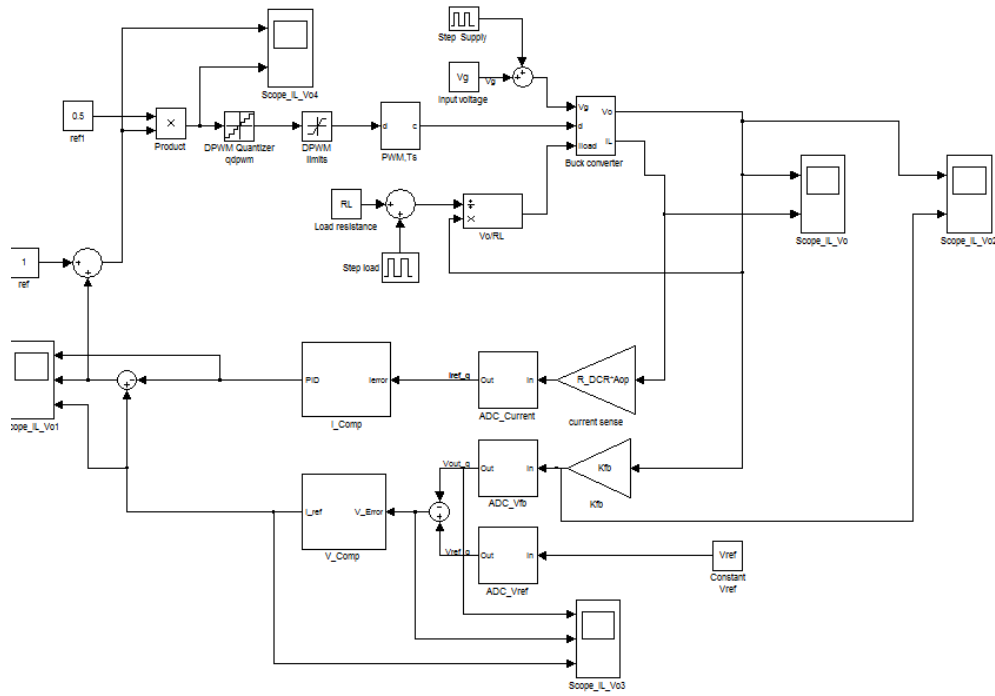 Step Supply
Vg
Vg
Input voltage
Scope_IL_Vo4
0.5
ref1
×
Product
DPWM Quantizer
qdpwm
DPWM
limits
d
c
PWM,Ts
Vg
d
Iload
Vo
IL
Buck converter
RL
Load resistance
÷
×
Vo/RL
Step load
Scope_IL_Vo
Scope_IL_Vo2
1
ref
cope_IL_Vo1
PID
Ierror
I_Comp
Iref_q
Out
In
ADC_Current
R_DCR*Aop
current sense
Vout_q
Out
In
ADC_Vfb
Kfb
Kfb
I_ref
V_Error
V_Comp
Vref_q
Out
In
ADC_Vref
Vref
Constant
Vref
Scope_IL_Vo3